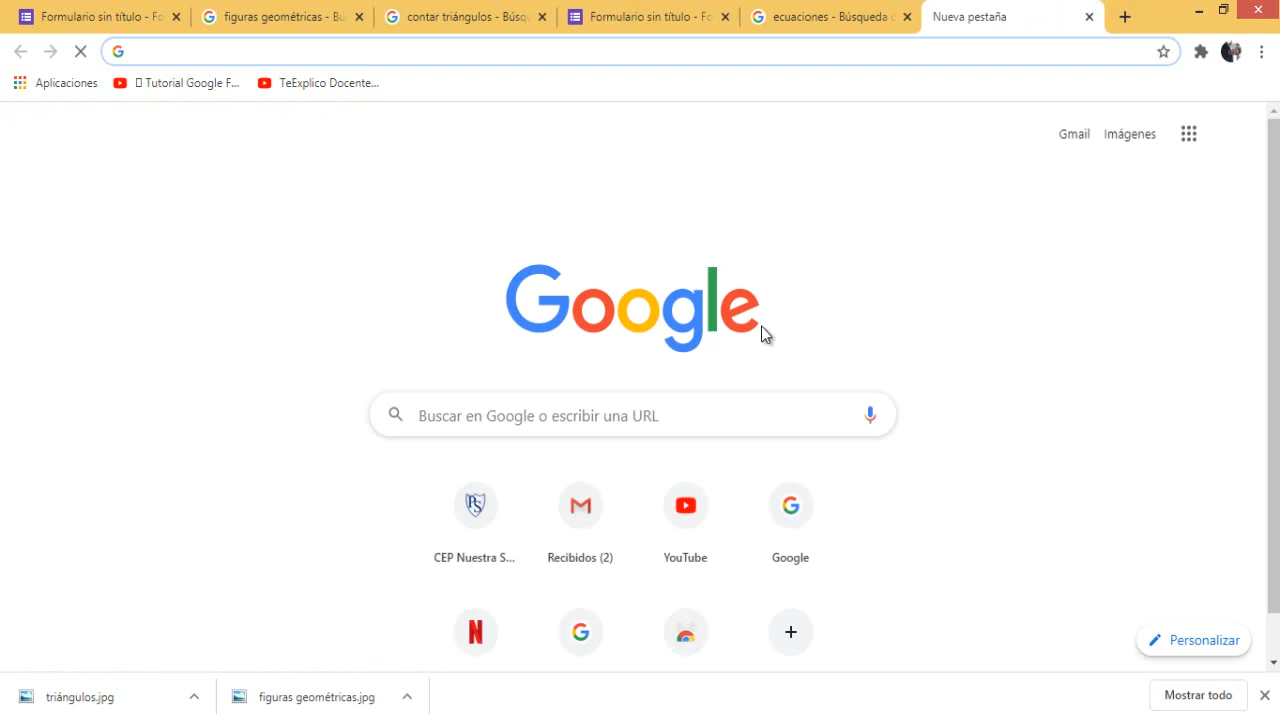 Formulario sin título - Fo
figuras geométricas - Bú
contar triángulos - Búsq
Formulario sin título - Fo
ecuaciones - Búsqueda d
Nueva pestaña
Aplicaciones
Tutorial Google F...
TeExplico Docente...
Gmail
Imágenes
Google
Buscar en Google o escribir una URL
CEP Nuestra S...
Recibidos (2)
YouTube
Google
Personalizar
triángulos.jpg
figuras geométricas.jpg
Mostrar todo